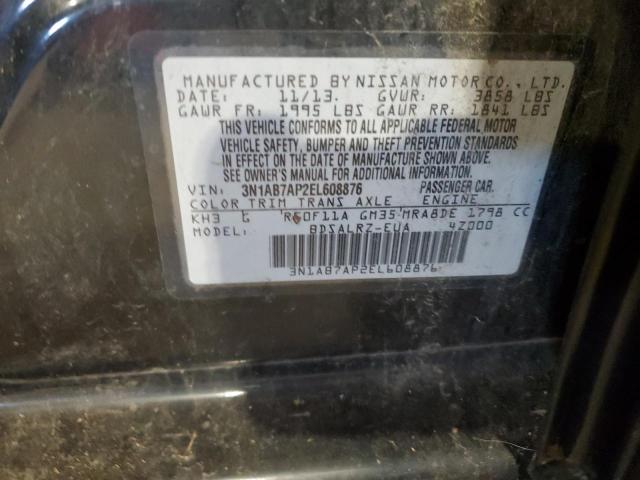 MANUFACTURED BY NISSAN MOTOR CO., LTD.
DATE: 11/13. GVWR: 3858 LBS
GAWR FR: 1995 LBS GAWR RR: 1841 LBS
THIS VEHICLE CONFORMS TO ALL APPLICABLE FEDERAL MOTOR
VEHICLE SAFETY, BUMPER AND THEFT PREVENTION STANDARDS
IN EFFECT ON THE DATE OF MANUFACTURE SHOWN ABOVE.
SEE OWNER'S MANUAL FOR ADDITIONAL INFORMATION.
VIN: 3N1AB7AP2EL608876 PASSENGER CAR.
COLOR TRIM TRANS AXLE ENGINE
KH3 G RE0F11A GM35 MRA8DE 1798 CC
MODEL: BDSALRZ-EUA 4Z000
3N1AB7AP2EL608876